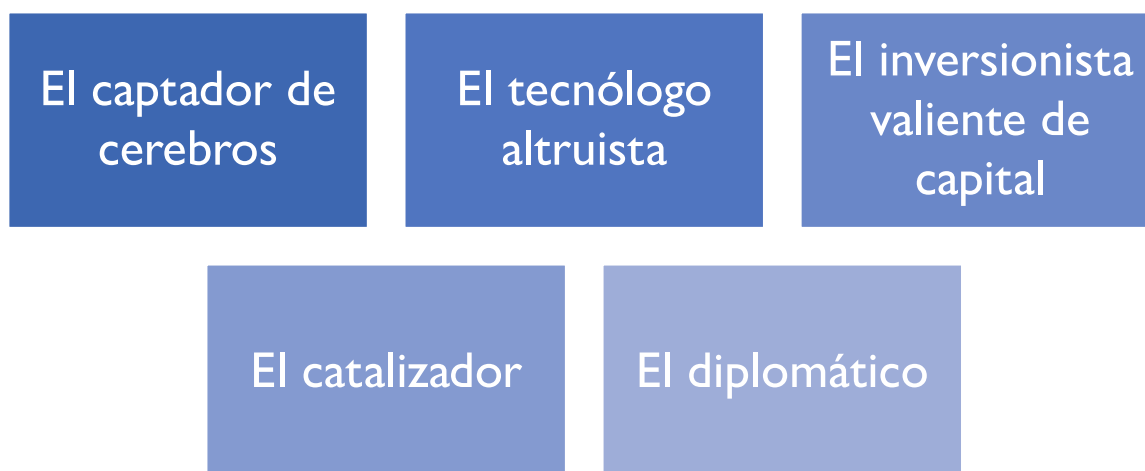 El captador de
cerebros
El tecnólogo
altruista
El inversionista
valiente de
capital
El catalizador
El diplomático